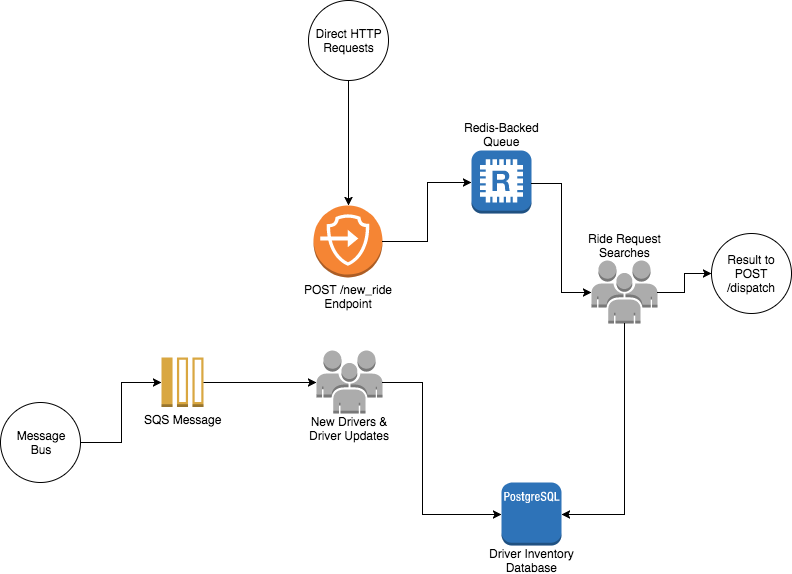 Direct HTTP
Requests
Redis-Backed
Queue
R
Ride Request
Searches
Result to
POST
/dispatch
POST /new_ride
Endpoint
SQS Message
New Drivers &
Driver Updates
Message
Bus
PostgreSQL
Driver Inventory
Database